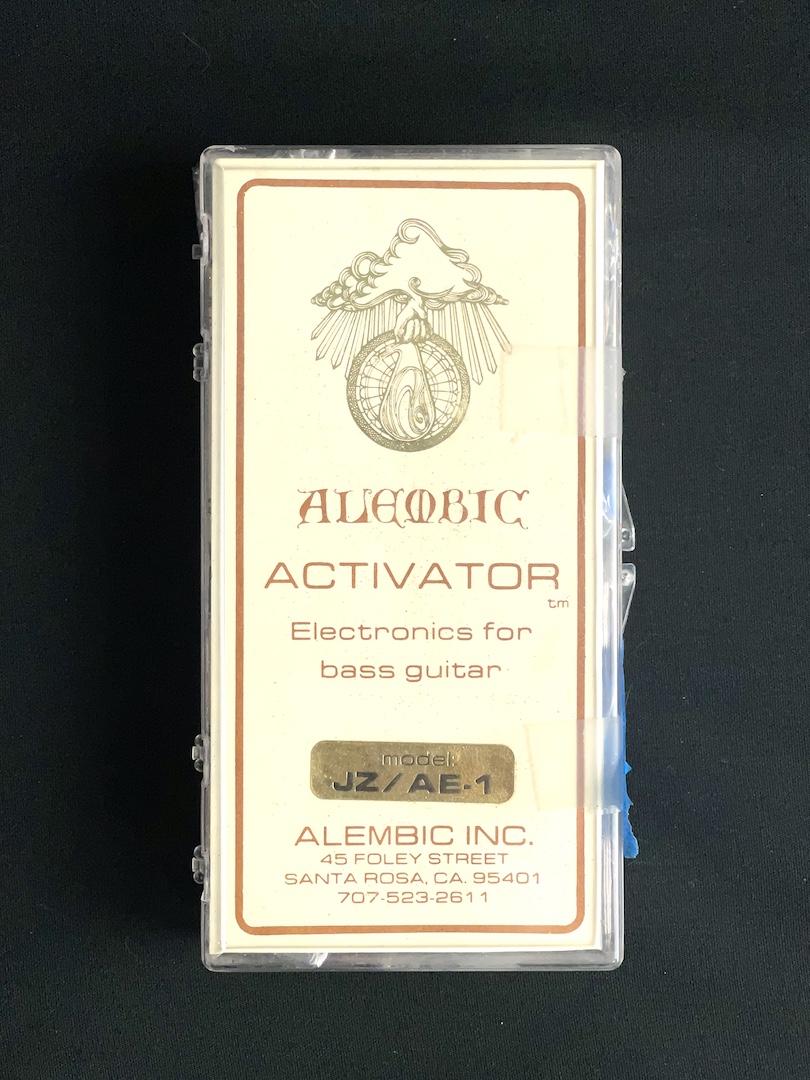 ALEMBIC
ACTIVATOR
tm
Electronics for
bass guitar
model:
JZ/AE-1
ALEMBIC INC.
45 FOLEY STREET
SANTA ROSA, CA. 95401
707-523-2611